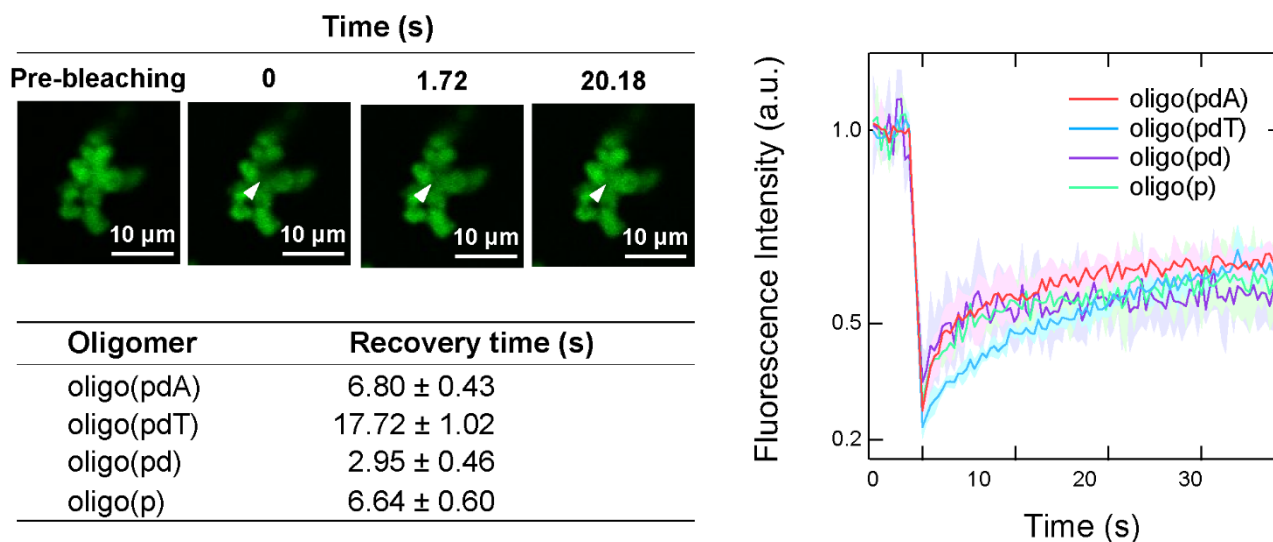 Time (s)
Pre-bleaching 0 1.72 20.18
10 µm 10 µm 10 µm 10 µm
Oligomer Recovery time (s)
oligo(pdA) 6.80 ± 0.43
oligo(pdT) 17.72 ± 1.02
oligo(pd) 2.95 ± 0.46
oligo(p) 6.64 ± 0.60
Fluorescence Intensity (a.u.)
1.0
0.5
0.2
oligo(pdA)
oligo(pdT)
oligo(pd)
oligo(p)
0 10 20 30
Time (s)